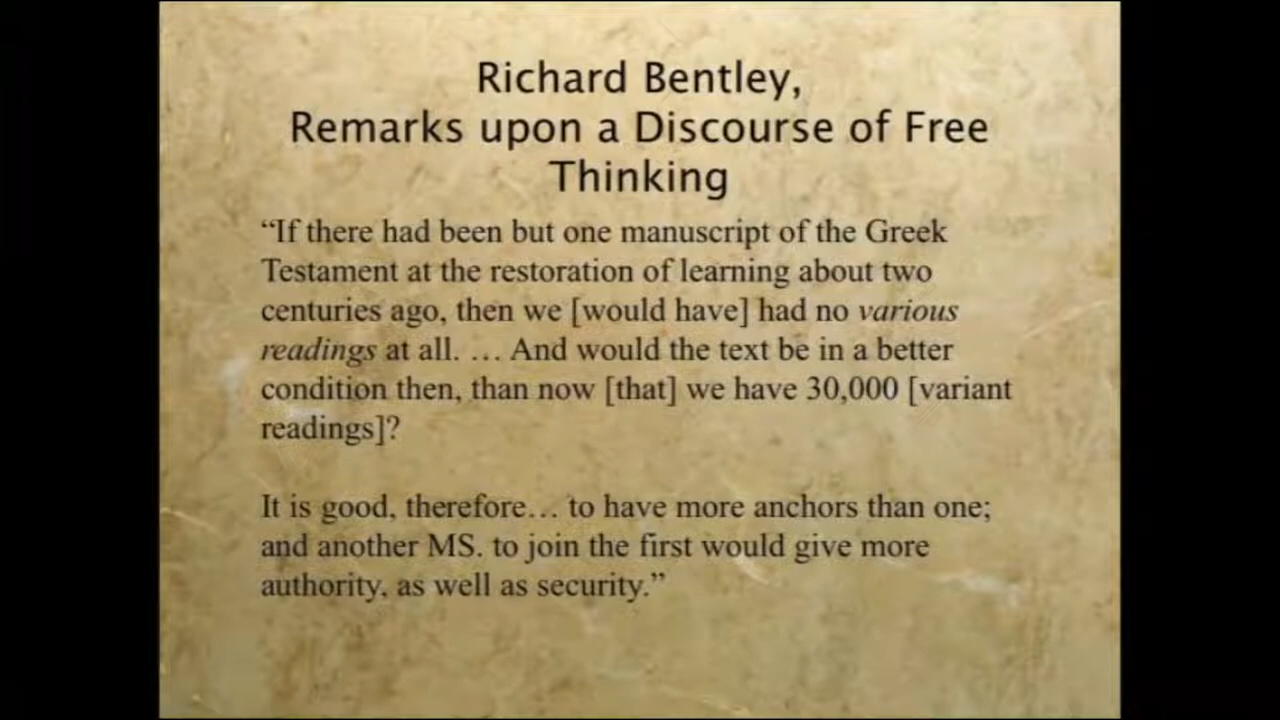 Richard Bentley,
Remarks upon a Discourse of Free
Thinking
“If there had been but one manuscript of the Greek
Testament at the restoration of learning about two
centuries ago, then we [would have] had no various
readings at all. … And would the text be in a better
condition then, than now [that] we have 30,000 [variant
readings]?
It is good, therefore… to have more anchors than one;
and another MS. to join the first would give more
authority, as well as security.”